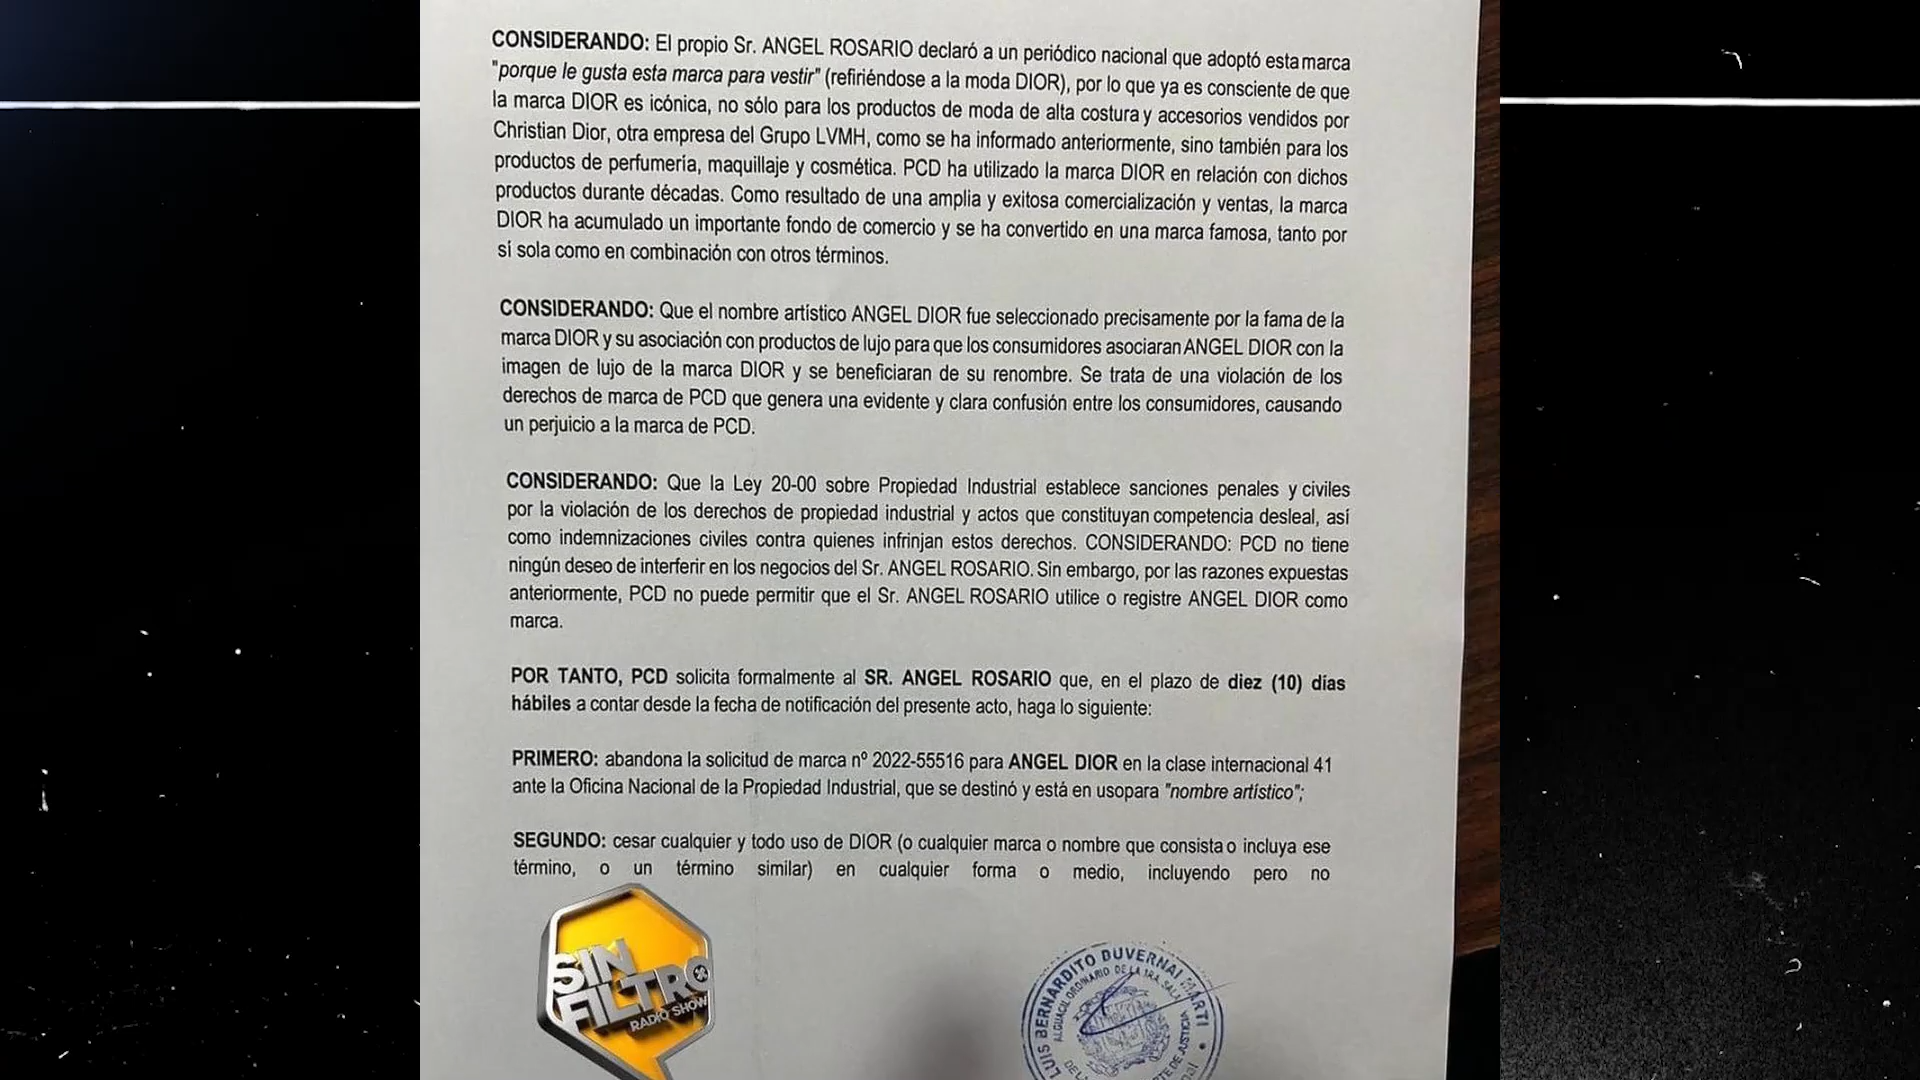 CONSIDERANDO: El propio Sr. ANGEL ROSARIO declaró a un periódico nacional que adoptó esta marca
"porque le gusta esta marca para vestir" (refiriéndose a la moda DIOR), por lo que ya es consciente de que
la marca DIOR es icónica, no sólo para los productos de moda de alta costura y accesorios vendidos por
Christian Dior, otra empresa del Grupo LVMH, como se ha informado anteriormente, sino también para los
productos de perfumería, maquillaje y cosmética. PCD ha utilizado la marca DIOR en relación con dichos
productos durante décadas. Como resultado de una amplia y exitosa comercialización y ventas, la marca
DIOR ha acumulado un importante fondo de comercio y se ha convertido en una marca famosa, tanto por
sí sola como en combinación con otros términos.
CONSIDERANDO: Que el nombre artístico ANGEL DIOR fue seleccionado precisamente por la fama de la
marca DIOR y su asociación con productos de lujo para que los consumidores asociaran ANGEL DIOR con la
imagen de lujo de la marca DIOR y se beneficiaran de su renombre. Se trata de una violación de los
derechos de marca de PCD que genera una evidente y clara confusión entre los consumidores, causando
un perjuicio a la marca de PCD.
CONSIDERANDO: Que la Ley 20-00 sobre Propiedad Industrial establece sanciones penales y civiles
por la violación de los derechos de propiedad industrial y actos que constituyan competencia desleal, así
como indemnizaciones civiles contra quienes infrinjan estos derechos. CONSIDERANDO: PCD no tiene
ningún deseo de interferir en los negocios del Sr. ANGEL ROSARIO. Sin embargo, por las razones expuestas
anteriormente, PCD no puede permitir que el Sr. ANGEL ROSARIO utilice o registre ANGEL DIOR como
marca.
POR TANTO, PCD solicita formalmente al SR. ANGEL ROSARIO que, en el plazo de diez (10) días
hábiles a contar desde la fecha de notificación del presente acto, haga lo siguiente:
PRIMERO: abandona la solicitud de marca nº 2022-55516 para ANGEL DIOR en la clase internacional 41
ante la Oficina Nacional de la Propiedad Industrial, que se destinó y está en usopara "nombre artístico";
SEGUNDO: cesar cualquier y todo uso de DIOR (o cualquier marca o nombre que consista o incluya ese
término, o un término similar) en cualquier forma o medio, incluyendo pero no
SIN
FILTRO
RADIO SHOW
LUIS BERNARDITO DUVERNAI MARTI
ALGUACIL ORDINARIO DE LA 1RA. SALA
DE JUSTICIA